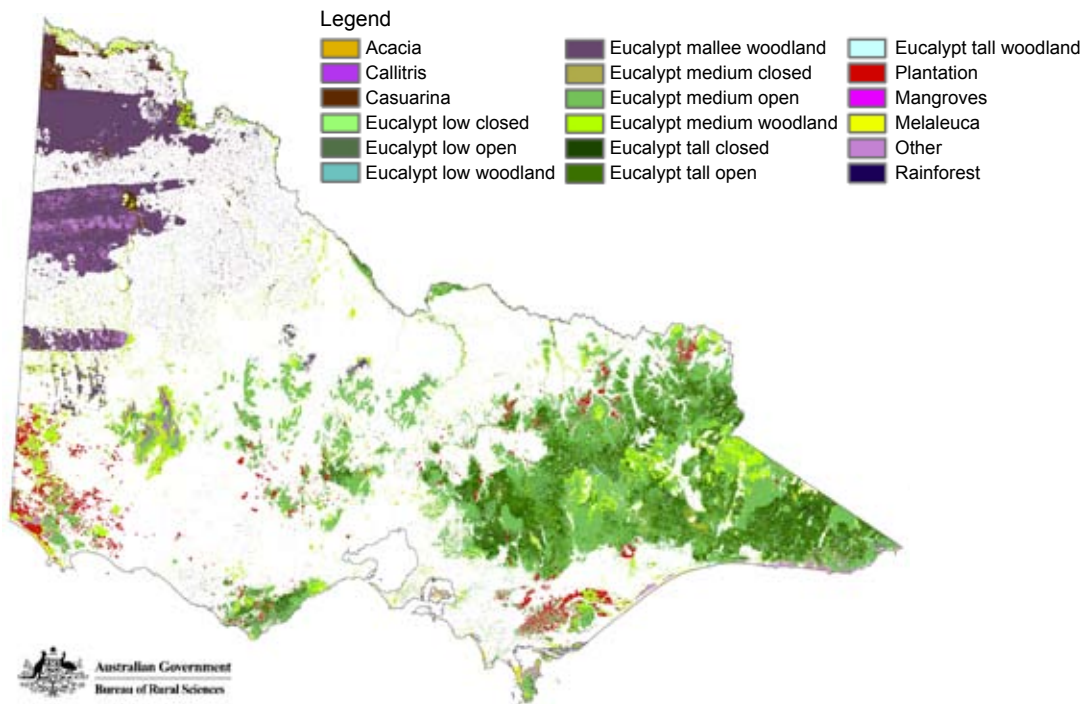 Legend
Acacia
Callitris
Casuarina
Eucalypt low closed
Eucalypt low open
Eucalypt low woodland
Eucalypt mallee woodland
Eucalypt medium closed
Eucalypt medium open
Eucalypt medium woodland
Eucalypt tall closed
Eucalypt tall open
Eucalypt tall woodland
Plantation
Mangroves
Melaleuca
Other
Rainforest
Australian Government
Bureau of Rural Sciences